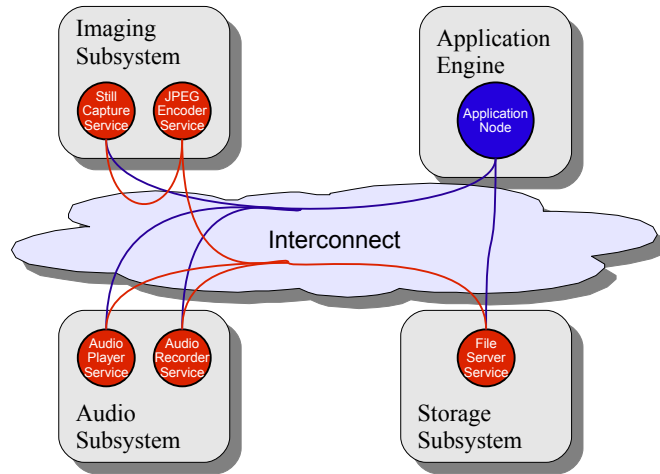 Imaging
Subsystem
Still
Capture
Service
JPEG
Encoder
Service
Application
Engine
Application
Node
Interconnect
Audio
Player
Service
Audio
Recorder
Service
Audio
Subsystem
File
Server
Service
Storage
Subsystem